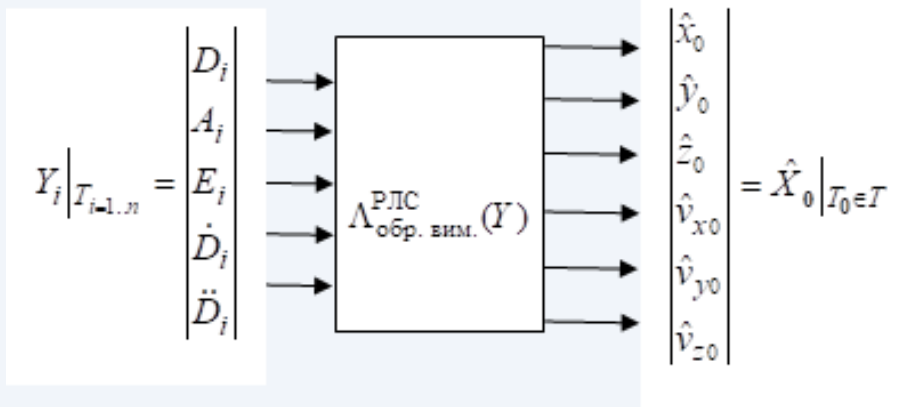 Y_i|_{T_{i=1..n}} = |D_i A_i E_i Ḋ_i D̈_i|
Λ^{РЛС}_{обр. вим.}(Y)
|x̂_0 ŷ_0 ẑ_0 v̂_{x0} v̂_{y0} v̂_{z0}| = X̂_0|_{T_0∈T}